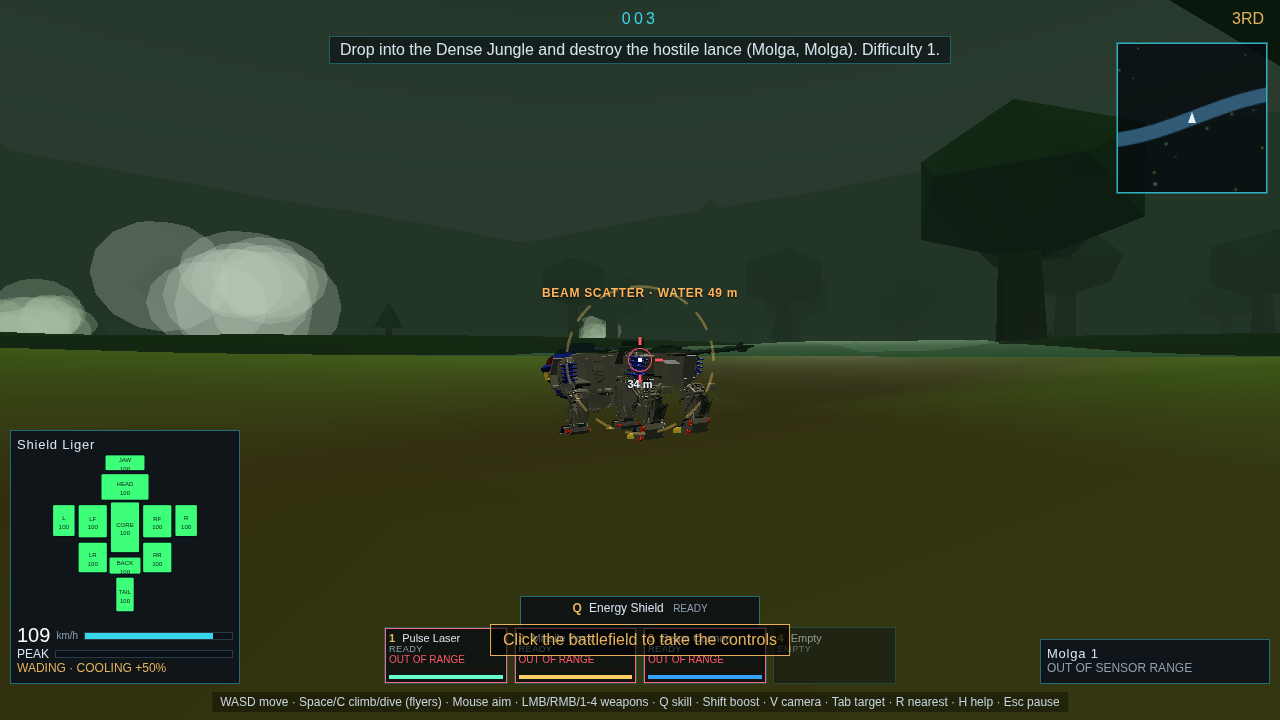 003
3RD
Drop into the Dense Jungle and destroy the hostile lance (Molga, Molga). Difficulty 1.
BEAM SCATTER · WATER 49 m
34 m
Shield Liger
JAW
100
HEAD
100
L
100
LF
100
CORE
100
RF
100
R
100
LR
100
BACK
100
RR
100
TAIL
100
109 km/h
PEAK
WADING · COOLING +50%
Q Energy Shield READY
Click the battlefield to take the controls
1 Pulse Laser
READY
OUT OF RANGE
READY
OUT OF RANGE
READY
OUT OF RANGE
4 Empty
EMPTY
Molga 1
OUT OF SENSOR RANGE
WASD move · Space/C climb/dive (flyers) · Mouse aim · LMB/RMB/1-4 weapons · Q skill · Shift boost · V camera · Tab target · R nearest · H help · Esc pause